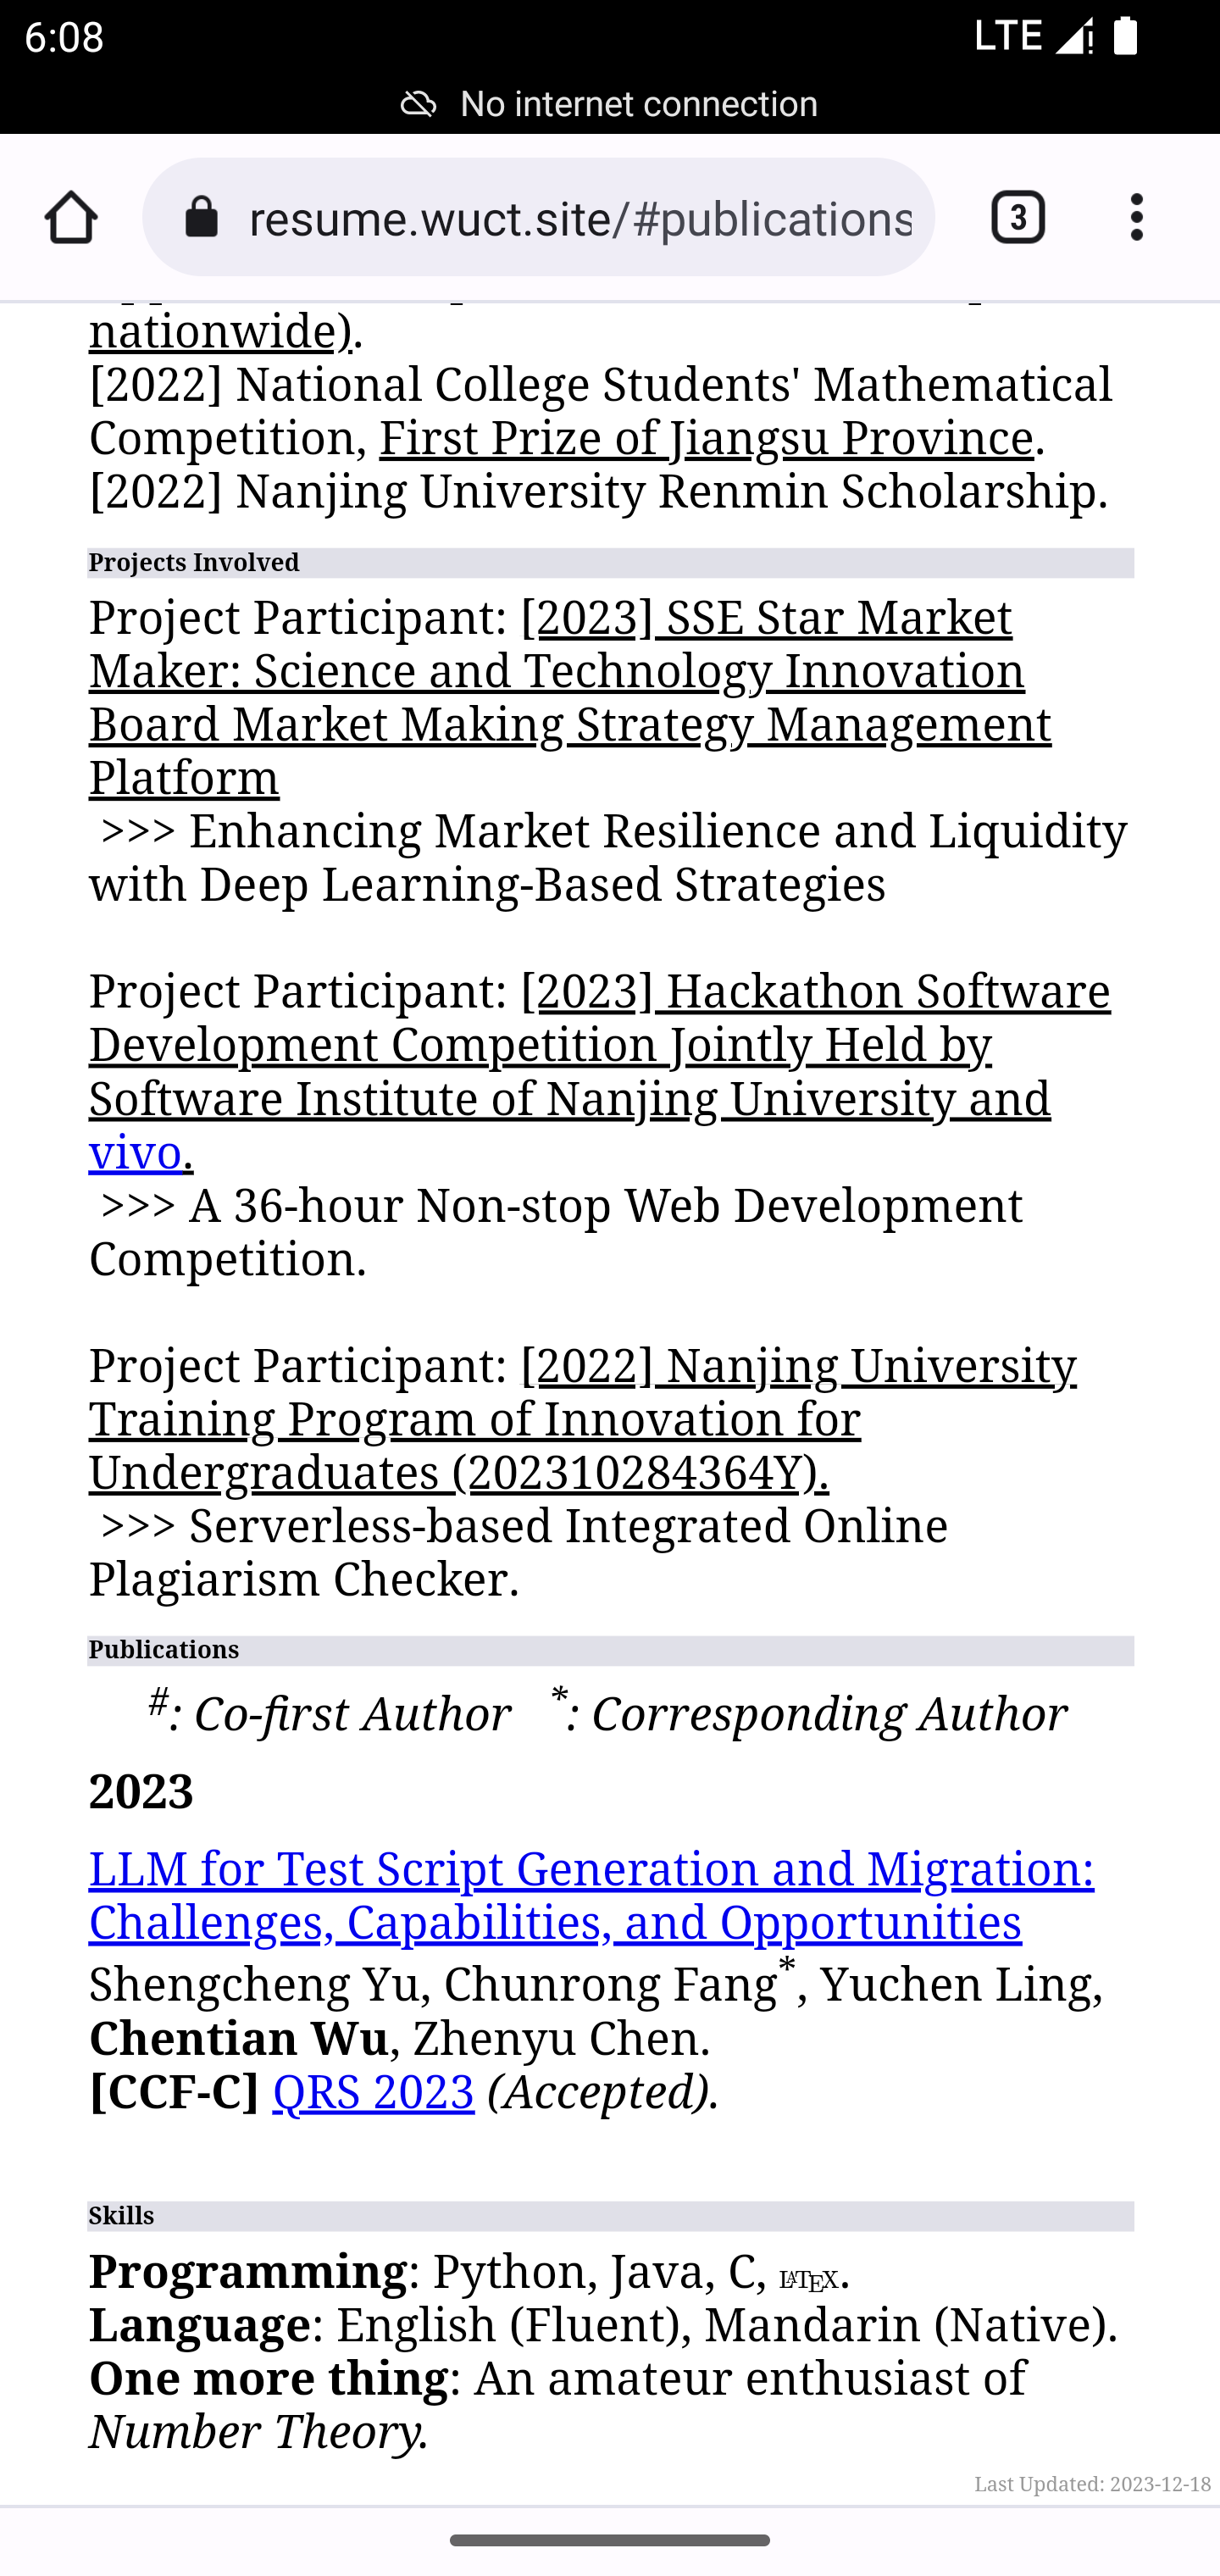 6:08
LTE
No internet connection
resume.wuct.site/#publications
3
nationwide).
[2022] National College Students' Mathematical
Competition, First Prize of Jiangsu Province.
[2022] Nanjing University Renmin Scholarship.
Projects Involved
Project Participant: [2023] SSE Star Market
Maker: Science and Technology Innovation
Board Market Making Strategy Management
Platform
>>> Enhancing Market Resilience and Liquidity
with Deep Learning-Based Strategies
Project Participant: [2023] Hackathon Software
Development Competition Jointly Held by
Software Institute of Nanjing University and
vivo.
>>> A 36-hour Non-stop Web Development
Competition.
Project Participant: [2022] Nanjing University
Training Program of Innovation for
Undergraduates (202310284364Y).
>>> Serverless-based Integrated Online
Plagiarism Checker.
Publications
#: Co-first Author *: Corresponding Author
2023
LLM for Test Script Generation and Migration:
Challenges, Capabilities, and Opportunities
Shengcheng Yu, Chunrong Fang*, Yuchen Ling,
Chentian Wu, Zhenyu Chen.
[CCF-C] QRS 2023 (Accepted).
Skills
Programming: Python, Java, C, LATEX.
Language: English (Fluent), Mandarin (Native).
One more thing: An amateur enthusiast of
Number Theory.
Last Updated: 2023-12-18